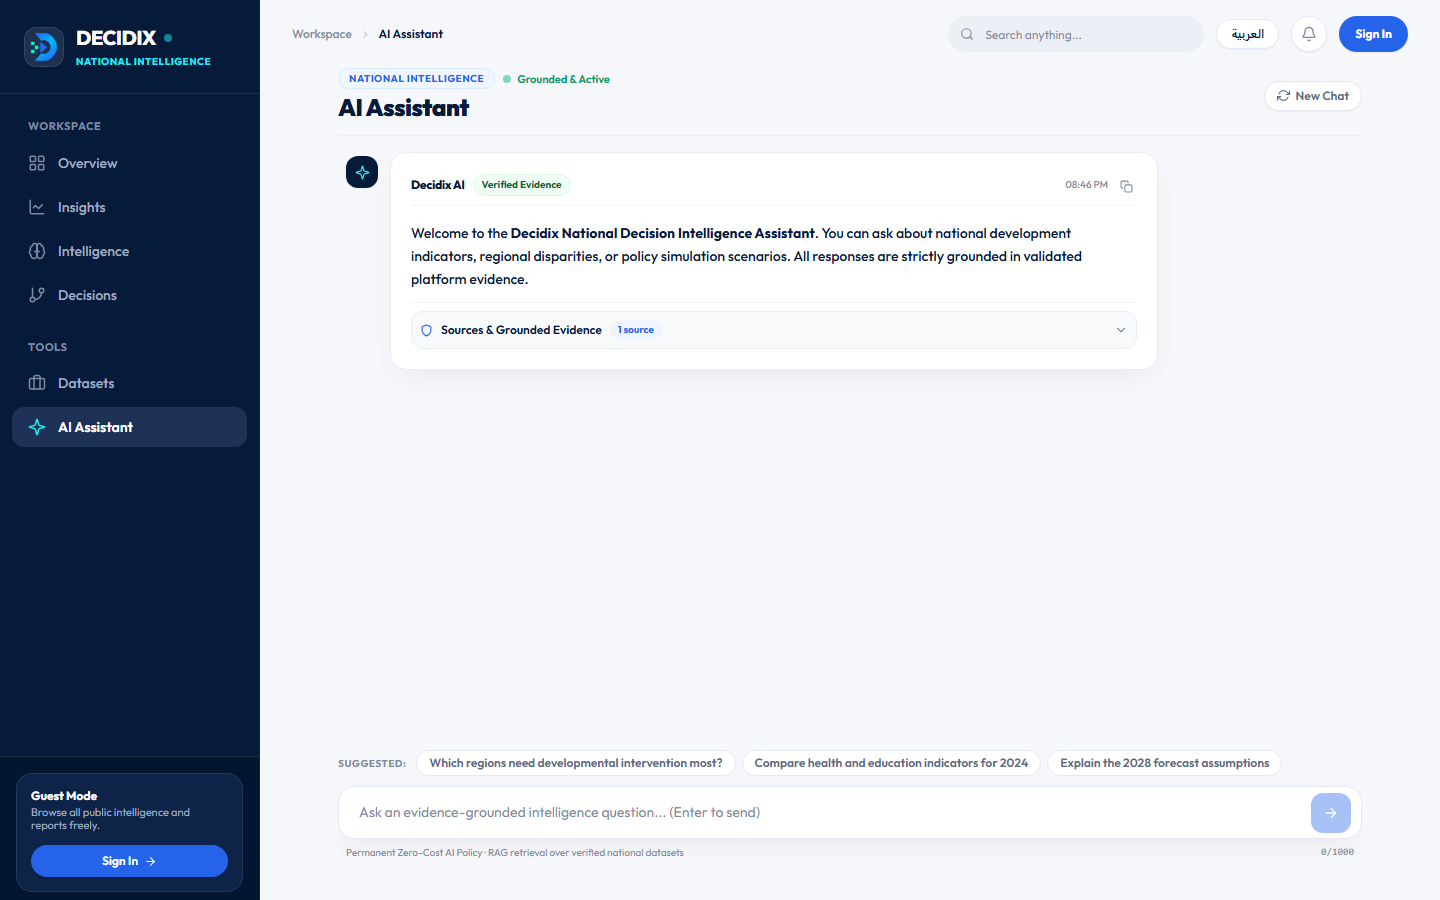 DECIDIX
NATIONAL INTELLIGENCE
WORKSPACE
Overview
Insights
Intelligence
Decisions
TOOLS
Datasets
AI Assistant
Guest Mode
Browse all public intelligence and
reports freely.
Sign In
Workspace
AI Assistant
Search anything...
العربية
Sign In
NATIONAL INTELLIGENCE
Grounded & Active
AI Assistant
New Chat
Decidix AI
Verified Evidence
08:46 PM
Welcome to the Decidix National Decision Intelligence Assistant. You can ask about national development
indicators, regional disparities, or policy simulation scenarios. All responses are strictly grounded in validated
platform evidence.
Sources & Grounded Evidence
1 source
SUGGESTED:
Which regions need developmental intervention most?
Compare health and education indicators for 2024
Explain the 2028 forecast assumptions
Ask an evidence-grounded intelligence question... (Enter to send)
Permanent Zero-Cost AI Policy · RAG retrieval over verified national datasets
0/1000